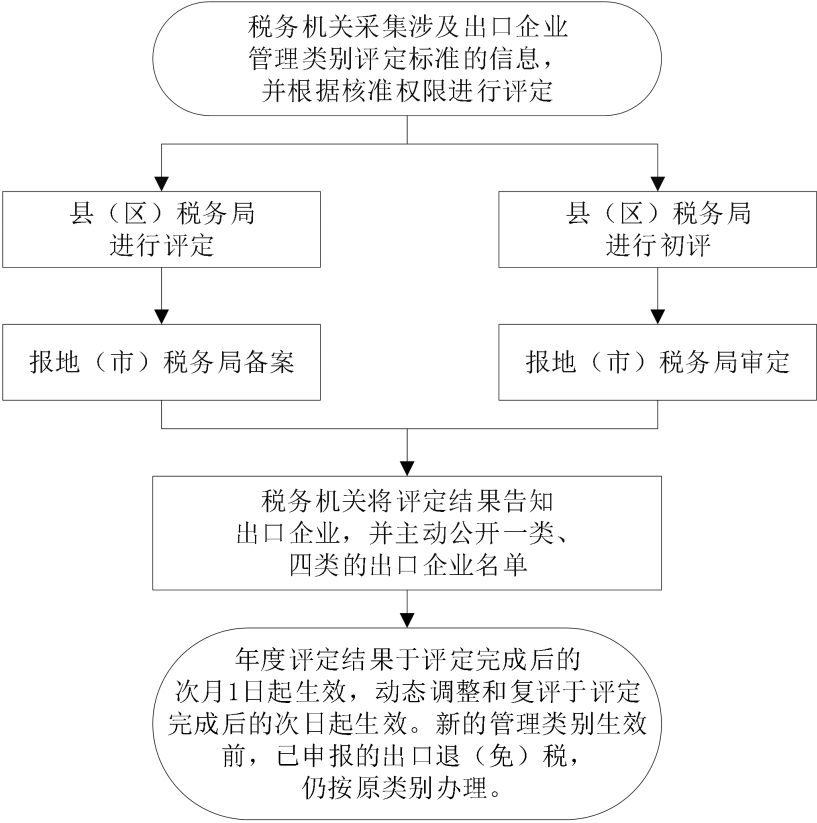 税务机关采集涉及出口企业
管理类别评定标准的信息，
并根据核准权限进行评定
县（区）税务局
进行评定
县（区）税务局
进行初评
报地（市）税务局备案
报地（市）税务局审定
税务机关将评定结果告知
出口企业，并主动公开一类、
四类的出口企业名单
年度评定结果于评定完成后的
次月1日起生效，动态调整和复评于评定
完成后的次日起生效。新的管理类别生效
前，已申报的出口退（免）税，
仍按原类别办理。